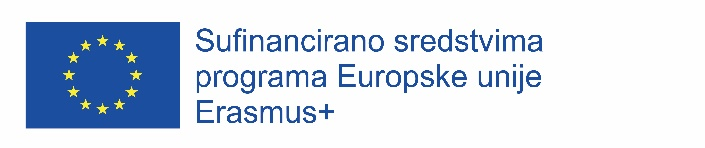 Sufinancirano sredstvima
programa Europske unije
Erasmus+